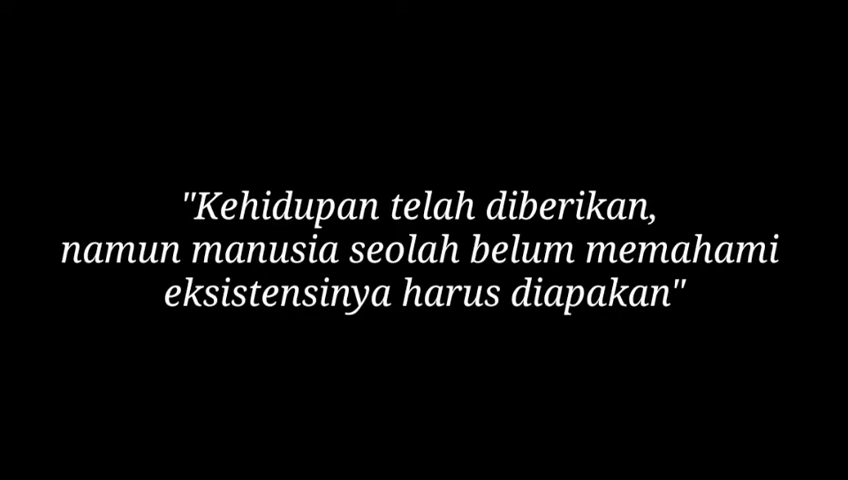 "Kehidupan telah diberikan,
namun manusia seolah belum memahami
eksistensinya harus diapakan"